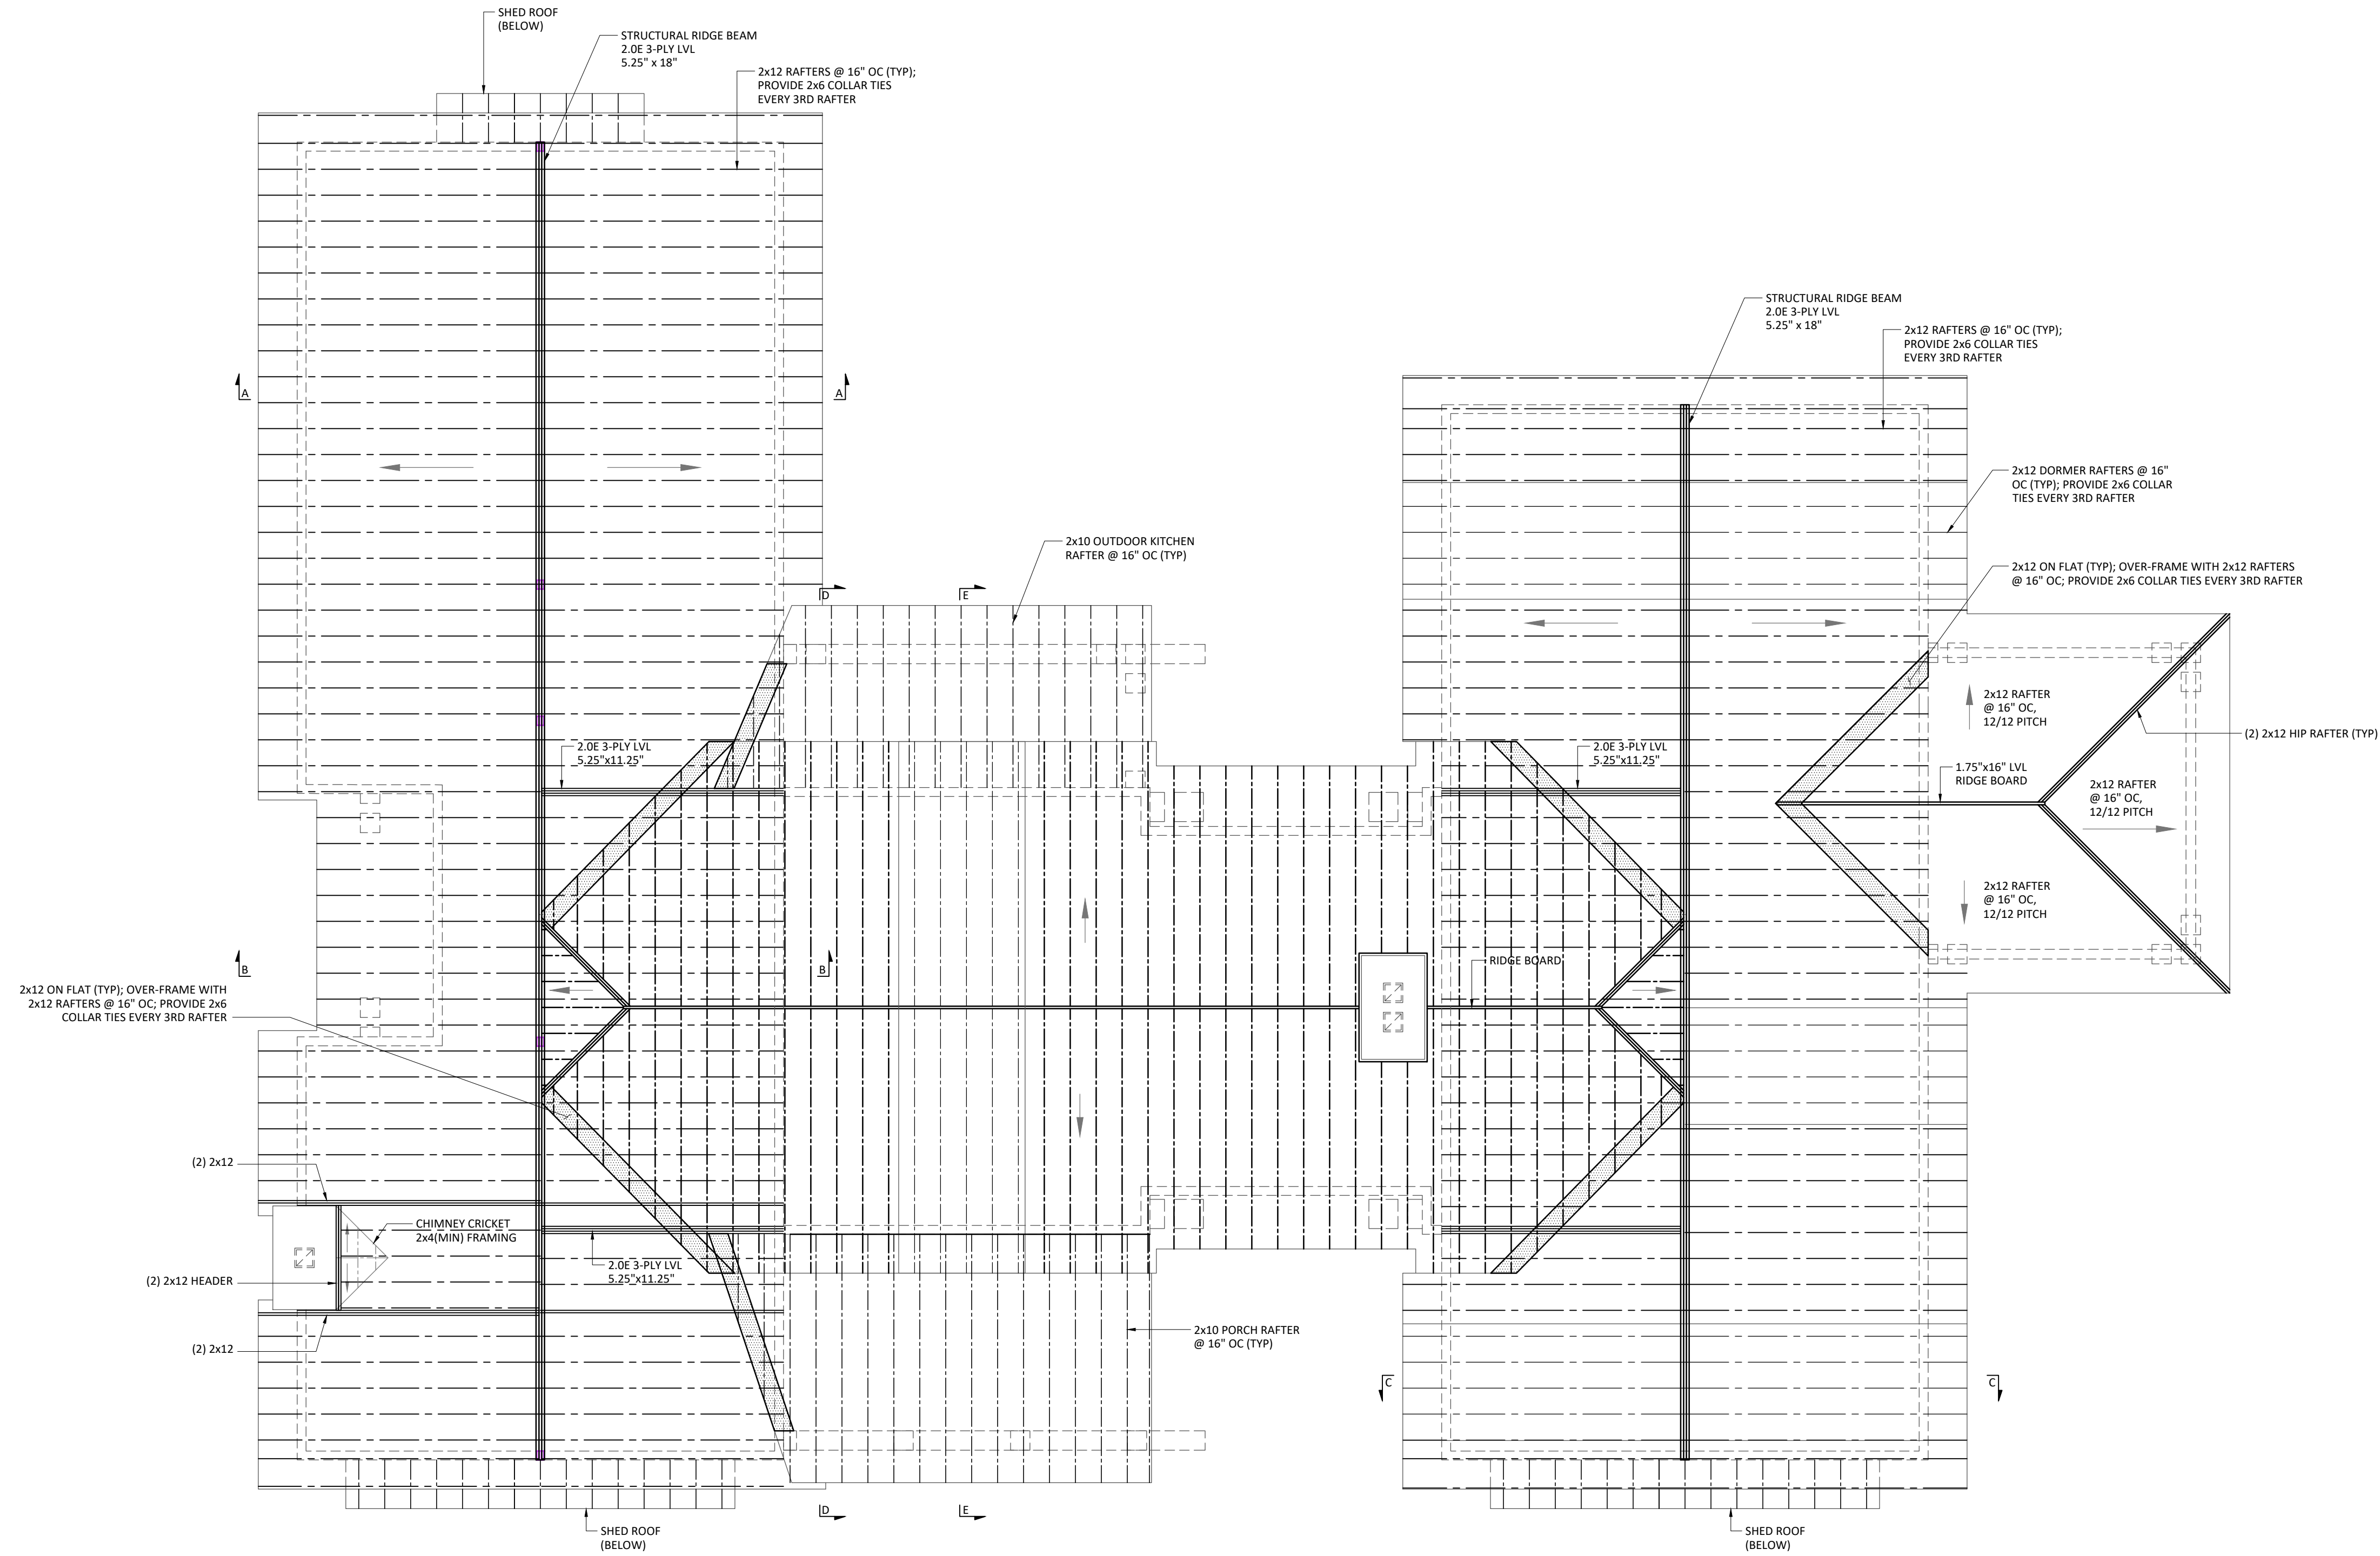 SHED ROOF
(BELOW)
STRUCTURAL RIDGE BEAM
2.0E 3-PLY LVL
5.25" x 18"
2x12 RAFTERS @ 16" OC (TYP);
PROVIDE 2x6 COLLAR TIES
EVERY 3RD RAFTER
STRUCTURAL RIDGE BEAM
2.0E 3-PLY LVL
5.25" x 18"
2x12 RAFTERS @ 16" OC (TYP);
PROVIDE 2x6 COLLAR TIES
EVERY 3RD RAFTER
A
A
2x12 DORMER RAFTERS @ 16"
OC (TYP); PROVIDE 2x6 COLLAR
TIES EVERY 3RD RAFTER
2x10 OUTDOOR KITCHEN
RAFTER @ 16" OC (TYP)
2x12 ON FLAT (TYP); OVER-FRAME WITH 2x12 RAFTERS
@ 16" OC; PROVIDE 2x6 COLLAR TIES EVERY 3RD RAFTER
D
E
2x12 RAFTER
@ 16" OC,
12/12 PITCH
(2) 2x12 HIP RAFTER (TYP)
2.0E 3-PLY LVL
5.25"x11.25"
2.0E 3-PLY LVL
5.25"x11.25"
1.75"x16" LVL
RIDGE BOARD
2x12 RAFTER
@ 16" OC,
12/12 PITCH
2x12 RAFTER
@ 16" OC,
12/12 PITCH
B
B
RIDGE BOARD
2x12 ON FLAT (TYP); OVER-FRAME WITH
2x12 RAFTERS @ 16" OC; PROVIDE 2x6
COLLAR TIES EVERY 3RD RAFTER
(2) 2x12
CHIMNEY CRICKET
2x4(MIN) FRAMING
2.0E 3-PLY LVL
5.25"x11.25"
(2) 2x12 HEADER
2x10 PORCH RAFTER
@ 16" OC (TYP)
(2) 2x12
C
C
D
E
SHED ROOF
(BELOW)
SHED ROOF
(BELOW)